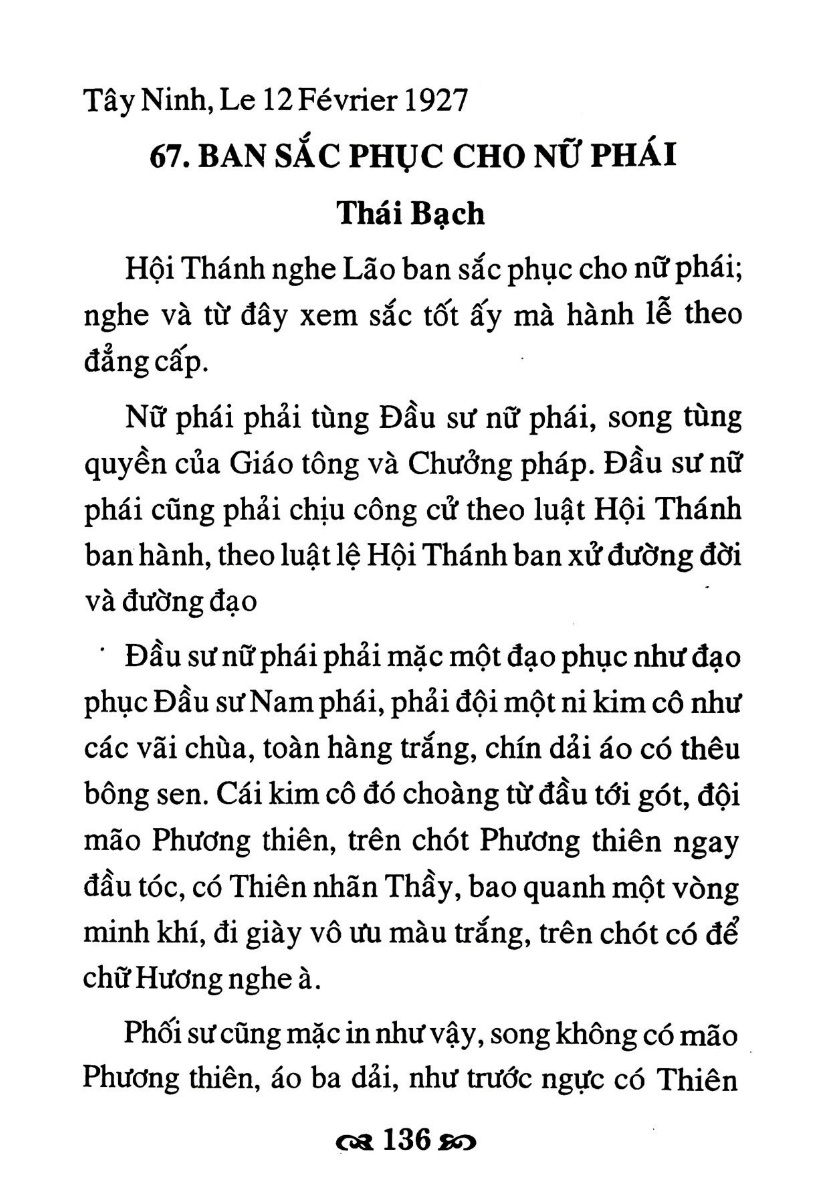 Tây Ninh, Le 12 Février 1927
67. BAN SẮC PHỤC CHO NỮ PHÁI
Thái Bạch
Hội Thánh nghe Lão ban sắc phục cho nữ phái;
nghe và từ đây xem sắc tốt ấy mà hành lễ theo
đẳng cấp.
Nữ phái phải tùng Đầu sư nữ phái, song tùng
quyền của Giáo tông và Chưởng pháp. Đầu sư nữ
phái cũng phải chịu công cử theo luật Hội Thánh
ban hành, theo luật lệ Hội Thánh ban xử đường đời
và đường đạo
Đầu sư nữ phái phải mặc một đạo phục như đạo
phục Đầu sư Nam phái, phải đội một ni kim cô như
các vãi chùa, toàn hàng trắng, chín dải áo có thêu
bông sen. Cái kim cô đó choàng từ đầu tới gót, đội
mão Phương thiên, trên chót Phương thiên ngay
đầu tóc, có Thiên nhãn Thầy, bao quanh một vòng
minh khí, đi giày vô ưu màu trắng, trên chót có để
chữ Hương nghe à.
Phối sư cũng mặc in như vậy, song không có mão
Phương thiên, áo ba dải, như trước ngực có Thiên
136